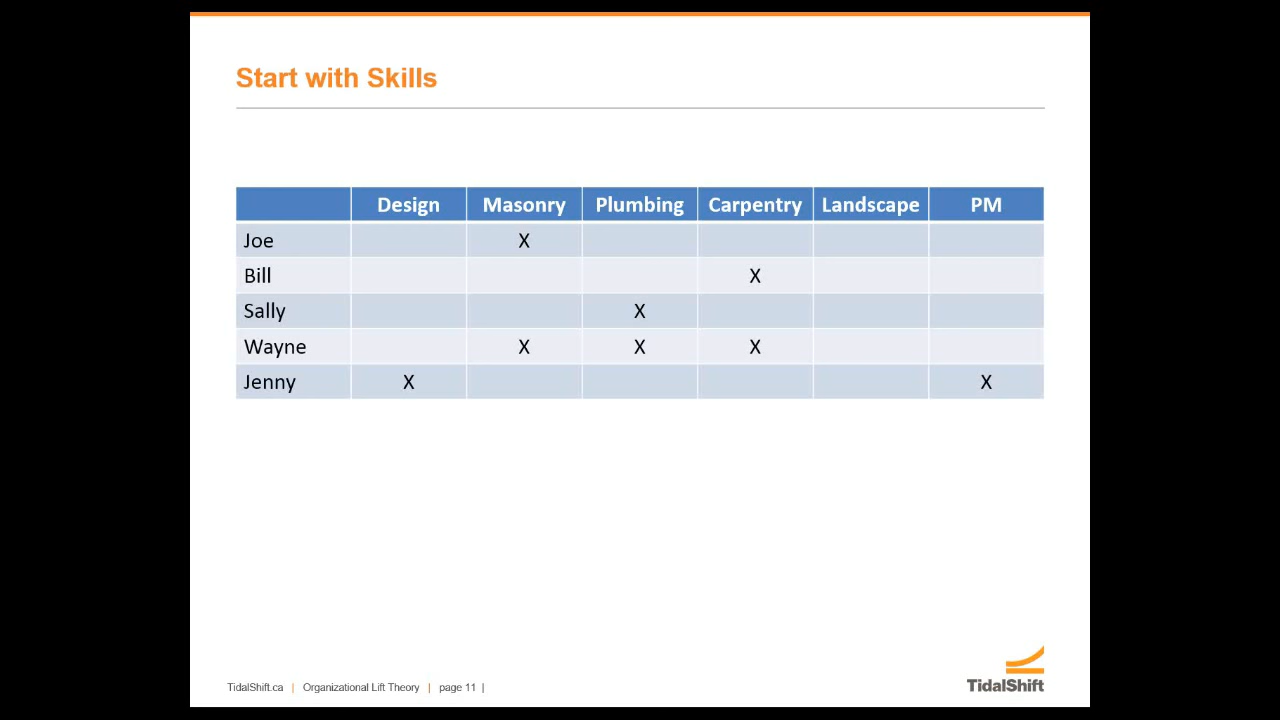 Start with Skills
Design Masonry Plumbing Carpentry Landscape PM
Joe X
Bill X
Sally X
Wayne X X X
Jenny X X
TidalShift.ca | Organizational Lift Theory | page 11 |
TidalShift